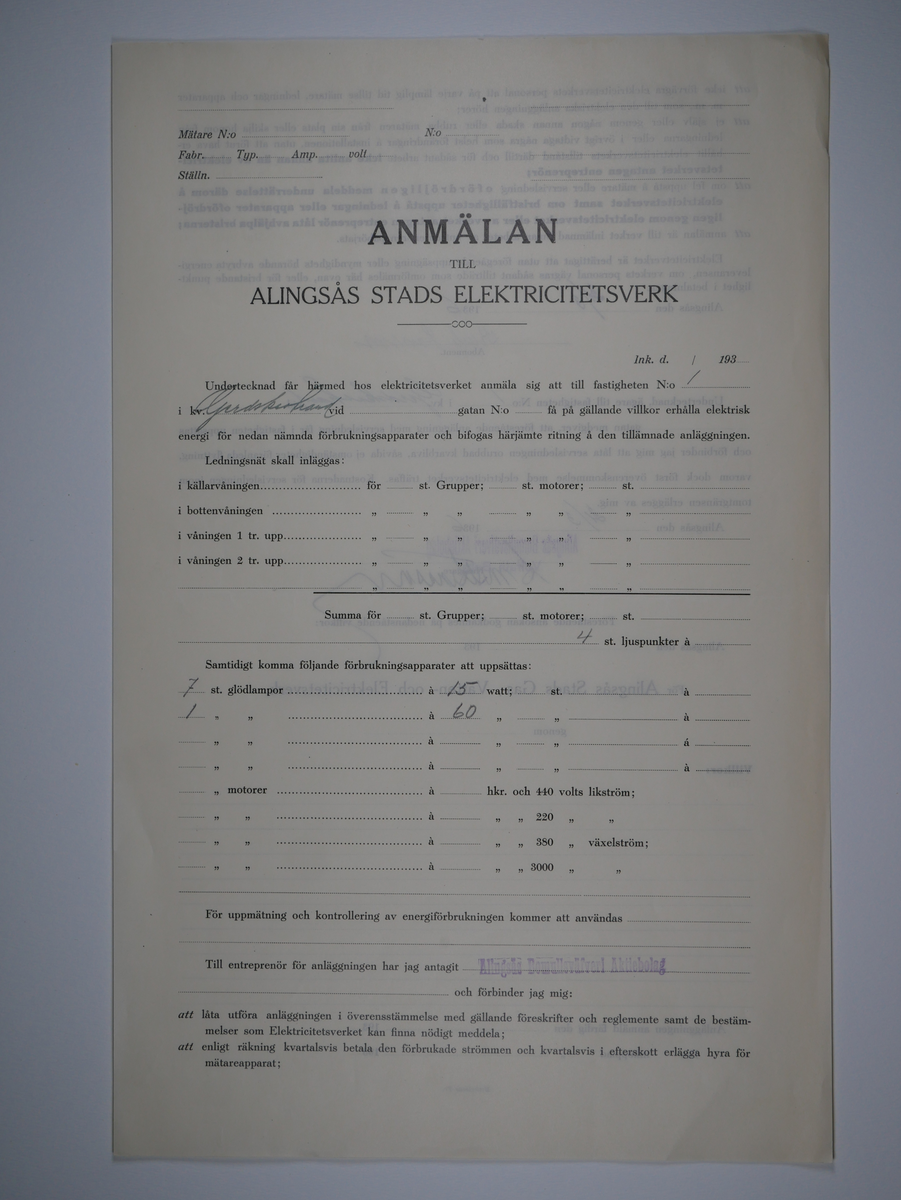 Mätare N:o N:o
Fabr. Typ. Amp. volt
Ställn.
ANMÄLAN
TILL
ALINGSÅS STADS ELEKTRICITETSVERK
Ink. d. / 193
Undertecknad får härmed hos elektricitetsverket anmäla sig att till fastigheten N:o 1
i kv. vid gatan N:o få på gällande villkor erhålla elektrisk
energi för nedan nämnda förbrukningsapparater och bifogas härjämte ritning å den tillämnade anläggningen.
Ledningsnät skall inläggas:
i källarvåningen för st. Grupper; st. motorer; st.
i bottenvåningen „ „ „ „ „ „
i våningen 1 tr. upp „ „ „ „ „ „
i våningen 2 tr. upp „ „ „ „ „ „
„ „ „ „ „ „
Summa för st. Grupper; st. motorer; st.
4 st. ljuspunkter à
Samtidigt komma följande förbrukningsapparater att uppsättas:
7 st. glödlampor à 15 watt; st. à
1 „ „ à 60 „ „ à
„ „ à „ „ á
„ „ à „ „ à
„ motorer à hkr. och 440 volts likström;
„ „ à „ „ 220 „ „
„ „ à „ „ 380 „ växelström;
„ „ à „ „ 3000 „ „
För uppmätning och kontrollering av energiförbrukningen kommer att användas
Till entreprenör för anläggningen har jag antagit Alingsås Bomullsväfveri Aktiebolag
och förbinder jag mig:
att låta utföra anläggningen i överensstämmelse med gällande föreskrifter och reglemente samt de bestäm-
melser som Elektricitetsverket kan finna nödigt meddela;
att enligt räkning kvartalsvis betala den förbrukade strömmen och kvartalsvis i efterskott erlägga hyra för
mätareapparat;